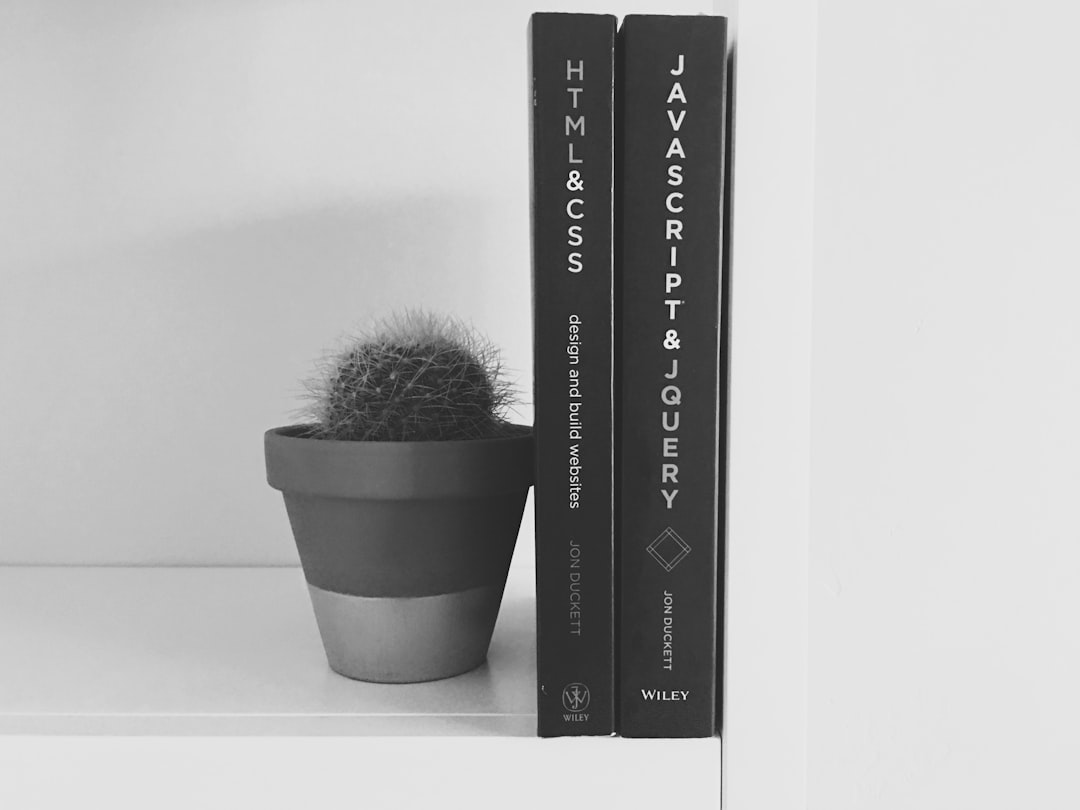 HTML&CSS
design and build websites
JON DUCKETT
WILEY
JAVASCRIPT & JQUERY
JON DUCKETT
WILEY